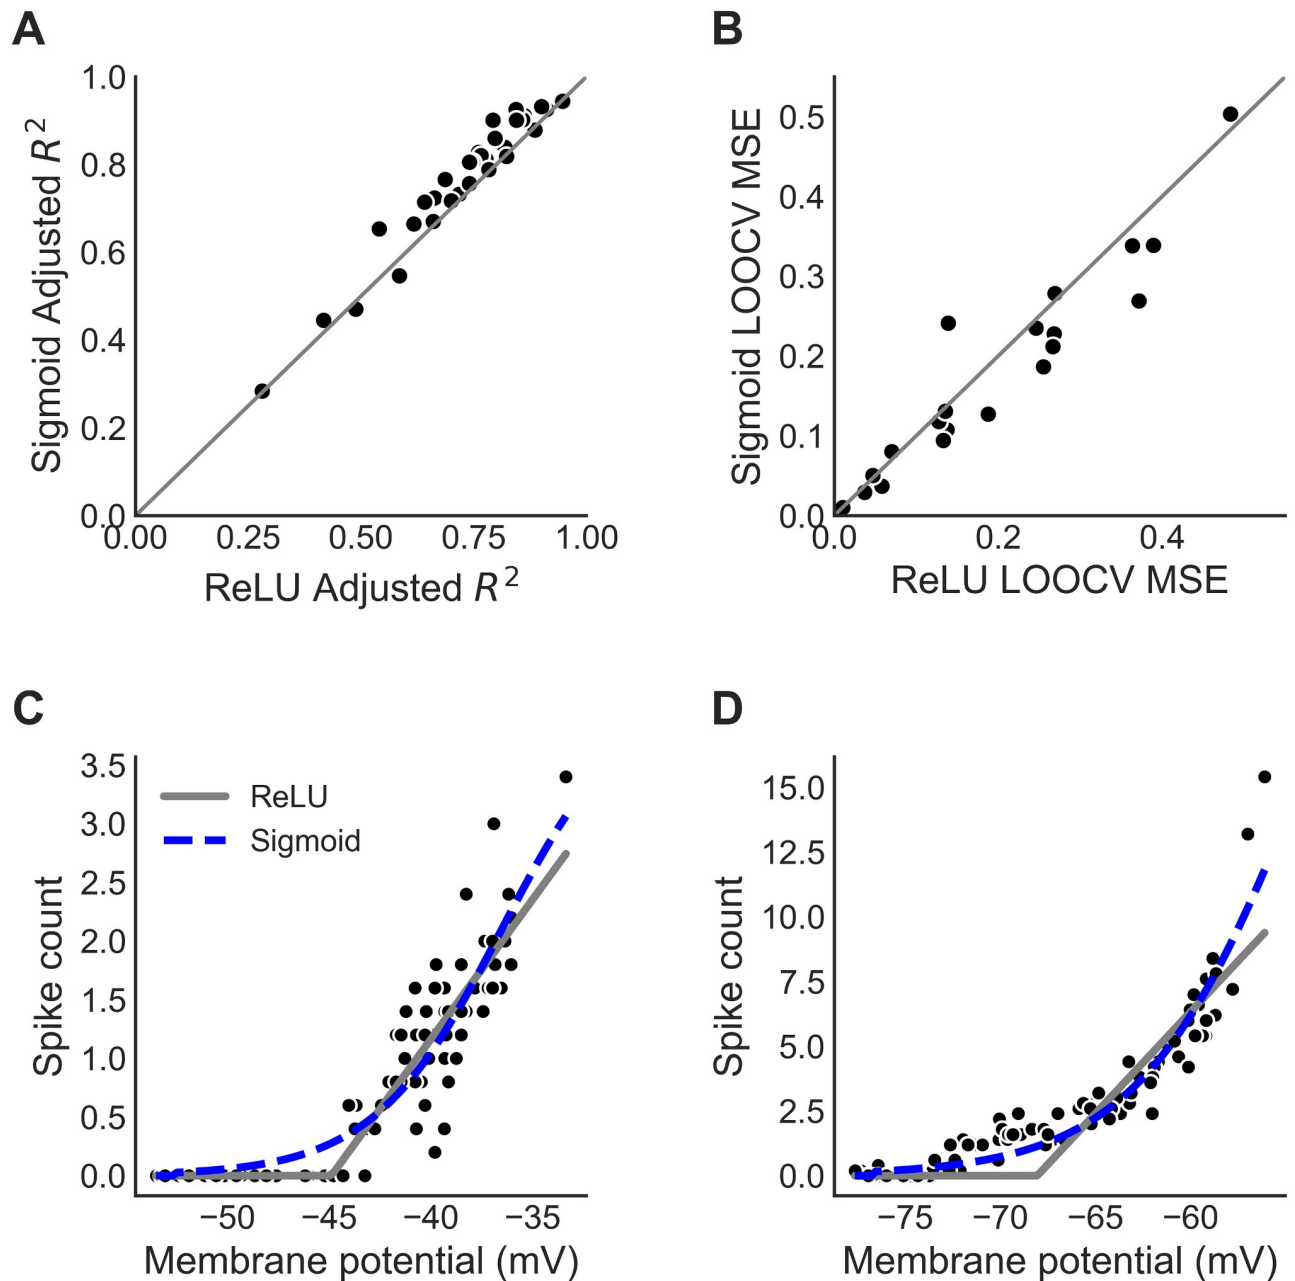 A
1.0
0.8
0.6
0.4
0.2
0.0
0.00 0.25 0.50 0.75 1.00
Sigmoid Adjusted R²
ReLU Adjusted R²
B
0.5
0.4
0.3
0.2
0.1
0.0
0.0 0.2 0.4
Sigmoid LOOCV MSE
ReLU LOOCV MSE
C
3.5
3.0
2.5
2.0
1.5
1.0
0.5
0.0
−50 −45 −40 −35
ReLU
Sigmoid
Spike count
Membrane potential (mV)
D
15.0
12.5
10.0
7.5
5.0
2.5
0.0
−75 −70 −65 −60
Spike count
Membrane potential (mV)